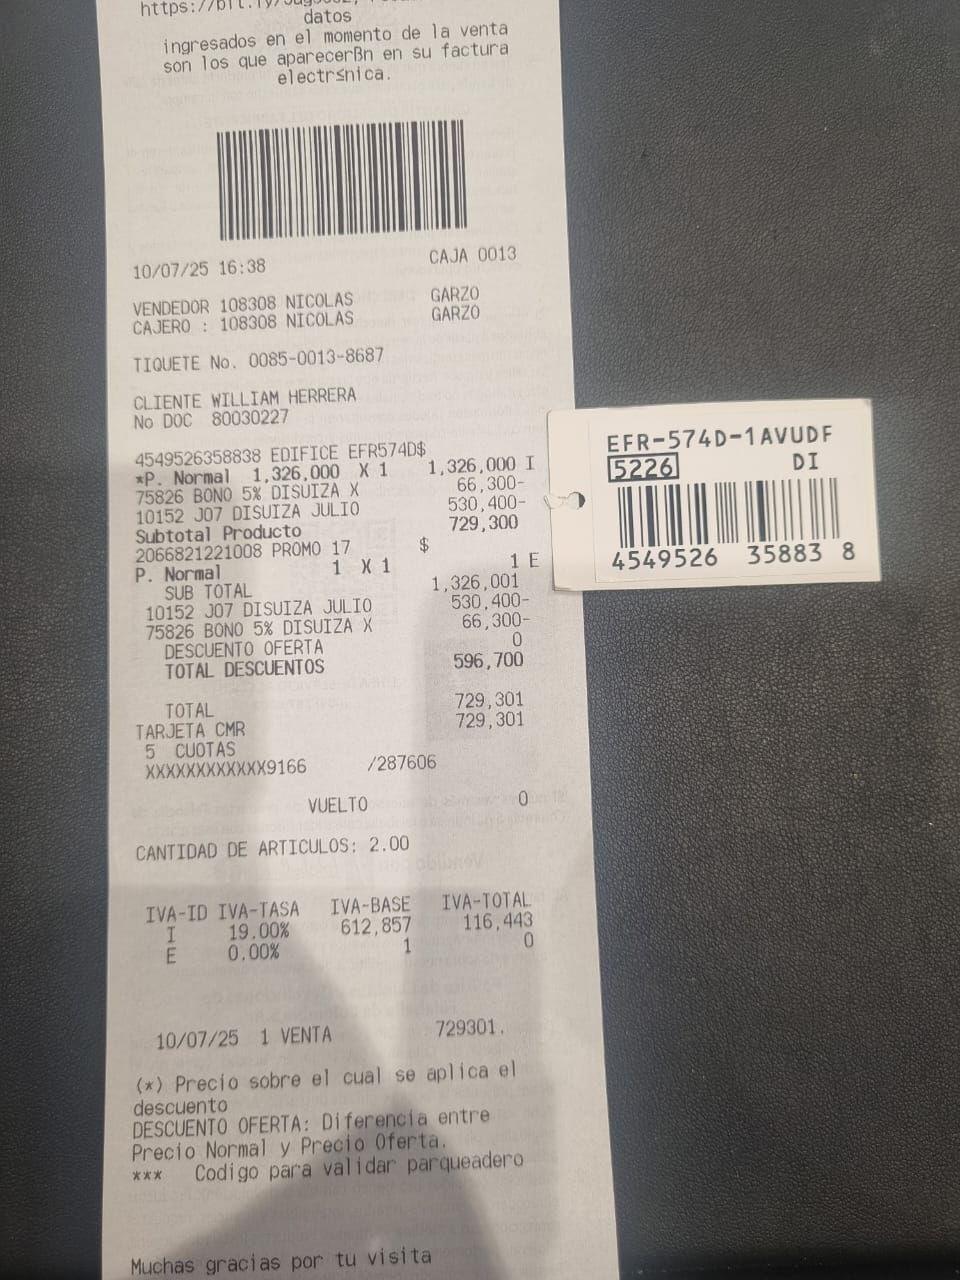 datos
ingresados en el momento de la venta
son los que aparecerßn en su factura
electr≤nica.
10/07/25 16:38 CAJA 0013
VENDEDOR 108308 NICOLAS GARZO
CAJERO : 108308 NICOLAS GARZO
TIQUETE No. 0085-0013-8687
CLIENTE WILLIAM HERRERA
No DOC 80030227
4549526358838 EDIFICE EFR574D$
*P. Normal 1,326,000 X 1 1,326,000 I
75826 BONO 5% DISUIZA X 66,300-
10152 J07 DISUIZA JULIO 530,400-
Subtotal Producto 729,300
2066821221008 PROMO 17 $
P. Normal 1 X 1 1 E
SUB TOTAL 1,326,001
10152 J07 DISUIZA JULIO 530,400-
75826 BONO 5% DISUIZA X 66,300-
DESCUENTO OFERTA 0
TOTAL DESCUENTOS 596,700
TOTAL 729,301
TARJETA CMR 729,301
5 CUOTAS
XXXXXXXXXXXX9166 /287606
VUELTO 0
CANTIDAD DE ARTICULOS: 2.00
IVA-ID IVA-TASA IVA-BASE IVA-TOTAL
I 19.00% 612,857 116,443
E 0.00% 1 0
10/07/25 1 VENTA 729301.
(*) Precio sobre el cual se aplica el
descuento
DESCUENTO OFERTA: Diferencia entre
Precio Normal y Precio Oferta.
*** Codigo para validar parqueadero
Muchas gracias por tu visita
EFR-574D-1AVUDF
5226 DI
4549526 35883 8